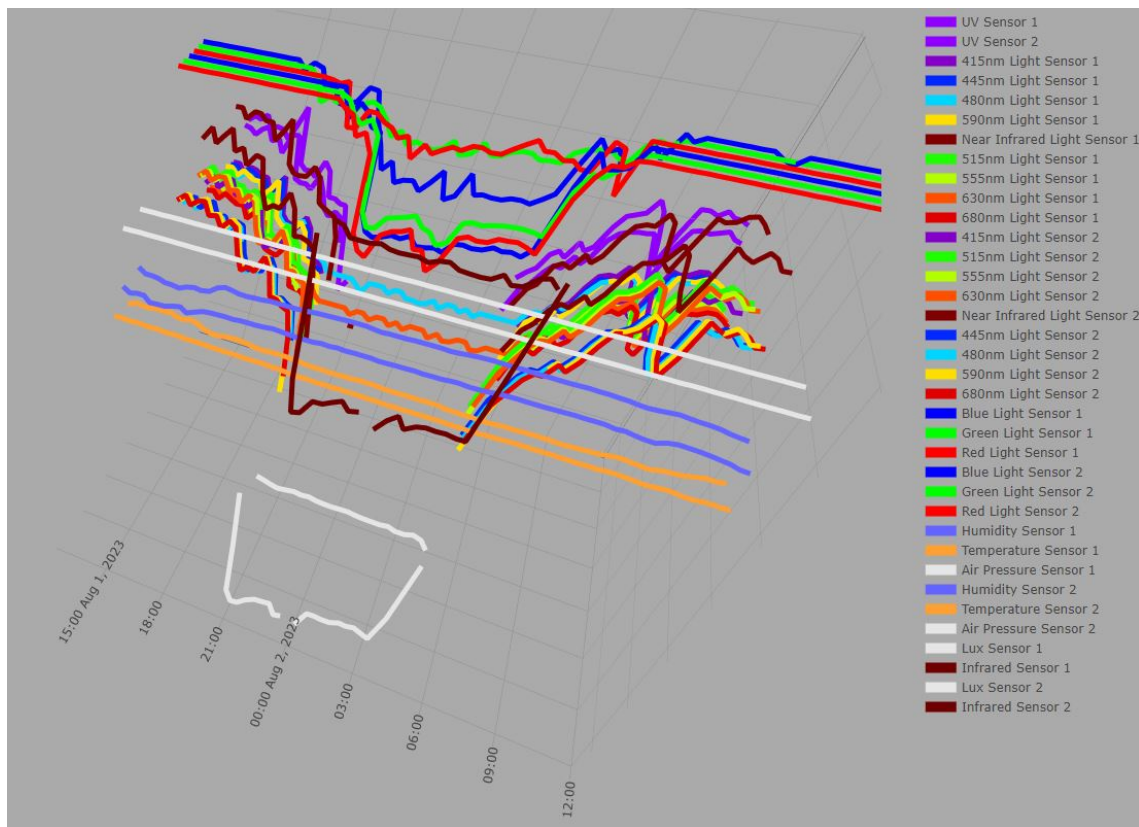 UV Sensor 1
UV Sensor 2
415nm Light Sensor 1
445nm Light Sensor 1
480nm Light Sensor 1
590nm Light Sensor 1
Near Infrared Light Sensor 1
515nm Light Sensor 1
555nm Light Sensor 1
630nm Light Sensor 1
680nm Light Sensor 1
415nm Light Sensor 2
515nm Light Sensor 2
555nm Light Sensor 2
630nm Light Sensor 2
Near Infrared Light Sensor 2
445nm Light Sensor 2
480nm Light Sensor 2
590nm Light Sensor 2
680nm Light Sensor 2
Blue Light Sensor 1
Green Light Sensor 1
Red Light Sensor 1
Blue Light Sensor 2
Green Light Sensor 2
Red Light Sensor 2
Humidity Sensor 1
Temperature Sensor 1
Air Pressure Sensor 1
Humidity Sensor 2
Temperature Sensor 2
Air Pressure Sensor 2
Lux Sensor 1
Infrared Sensor 1
Lux Sensor 2
Infrared Sensor 2
15:00 Aug 1, 2023
18:00
21:00
00:00 Aug 2, 2023
03:00
06:00
09:00
12:00